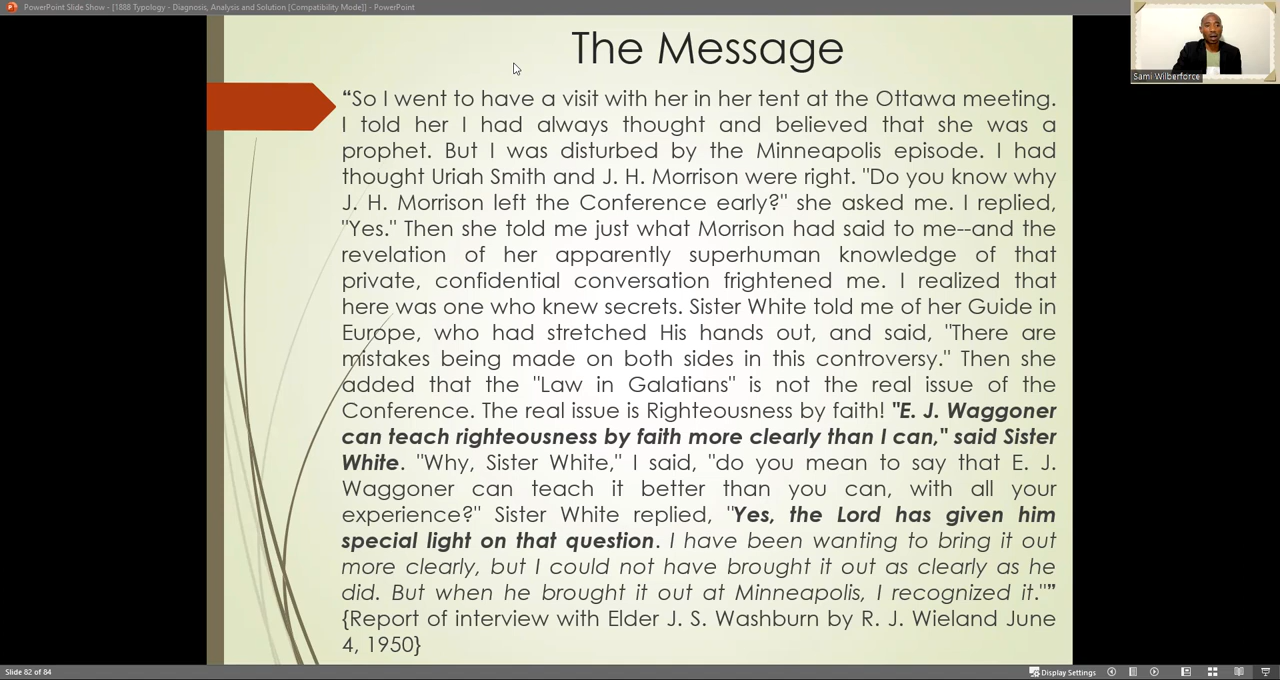 PowerPoint Slide Show - [1888 Typology - Diagnosis, Analysis and Solution [Compatibility Mode]] - PowerPoint
Sami Wilberforce
The Message
“So I went to have a visit with her in her tent at the Ottawa meeting.
I told her I had always thought and believed that she was a
prophet. But I was disturbed by the Minneapolis episode. I had
thought Uriah Smith and J. H. Morrison were right. "Do you know why
J. H. Morrison left the Conference early?" she asked me. I replied,
"Yes." Then she told me just what Morrison had said to me--and the
revelation of her apparently superhuman knowledge of that
private, confidential conversation frightened me. I realized that
here was one who knew secrets. Sister White told me of her Guide in
Europe, who had stretched His hands out, and said, "There are
mistakes being made on both sides in this controversy." Then she
added that the "Law in Galatians" is not the real issue of the
Conference. The real issue is Righteousness by faith! "E. J. Waggoner
can teach righteousness by faith more clearly than I can," said Sister
White. "Why, Sister White," I said, "do you mean to say that E. J.
Waggoner can teach it better than you can, with all your
experience?" Sister White replied, "Yes, the Lord has given him
special light on that question. I have been wanting to bring it out
more clearly, but I could not have brought it out as clearly as he
did. But when he brought it out at Minneapolis, I recognized it."”
{Report of interview with Elder J. S. Washburn by R. J. Wieland June
4, 1950}
Slide 82 of 84
Display Settings